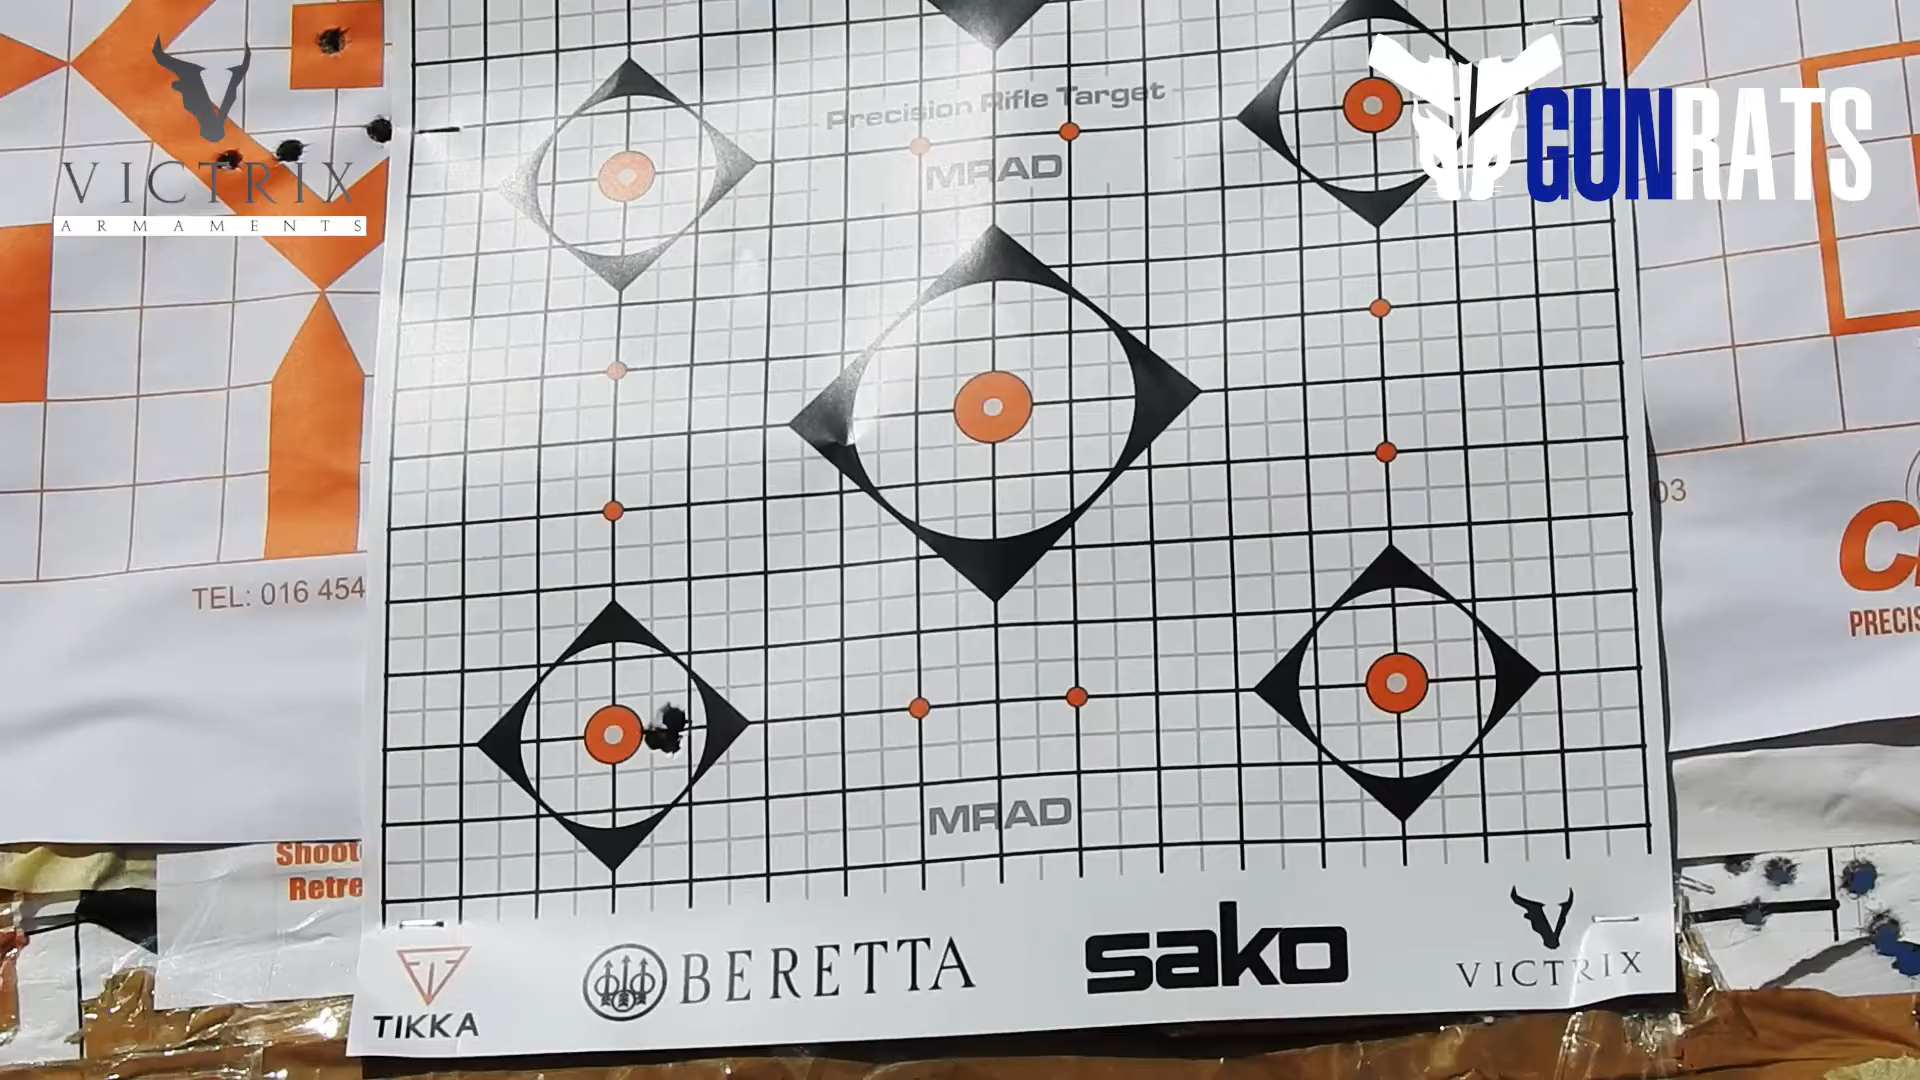 VICTRIX
ARMAMENTS
GUNRATS
Precision Rifle Target
MRAD
03
TEL: 016 454
PRECIS
MRAD
Shoot
Retre
TIKKA
BERETTA
sako
VICTRIX